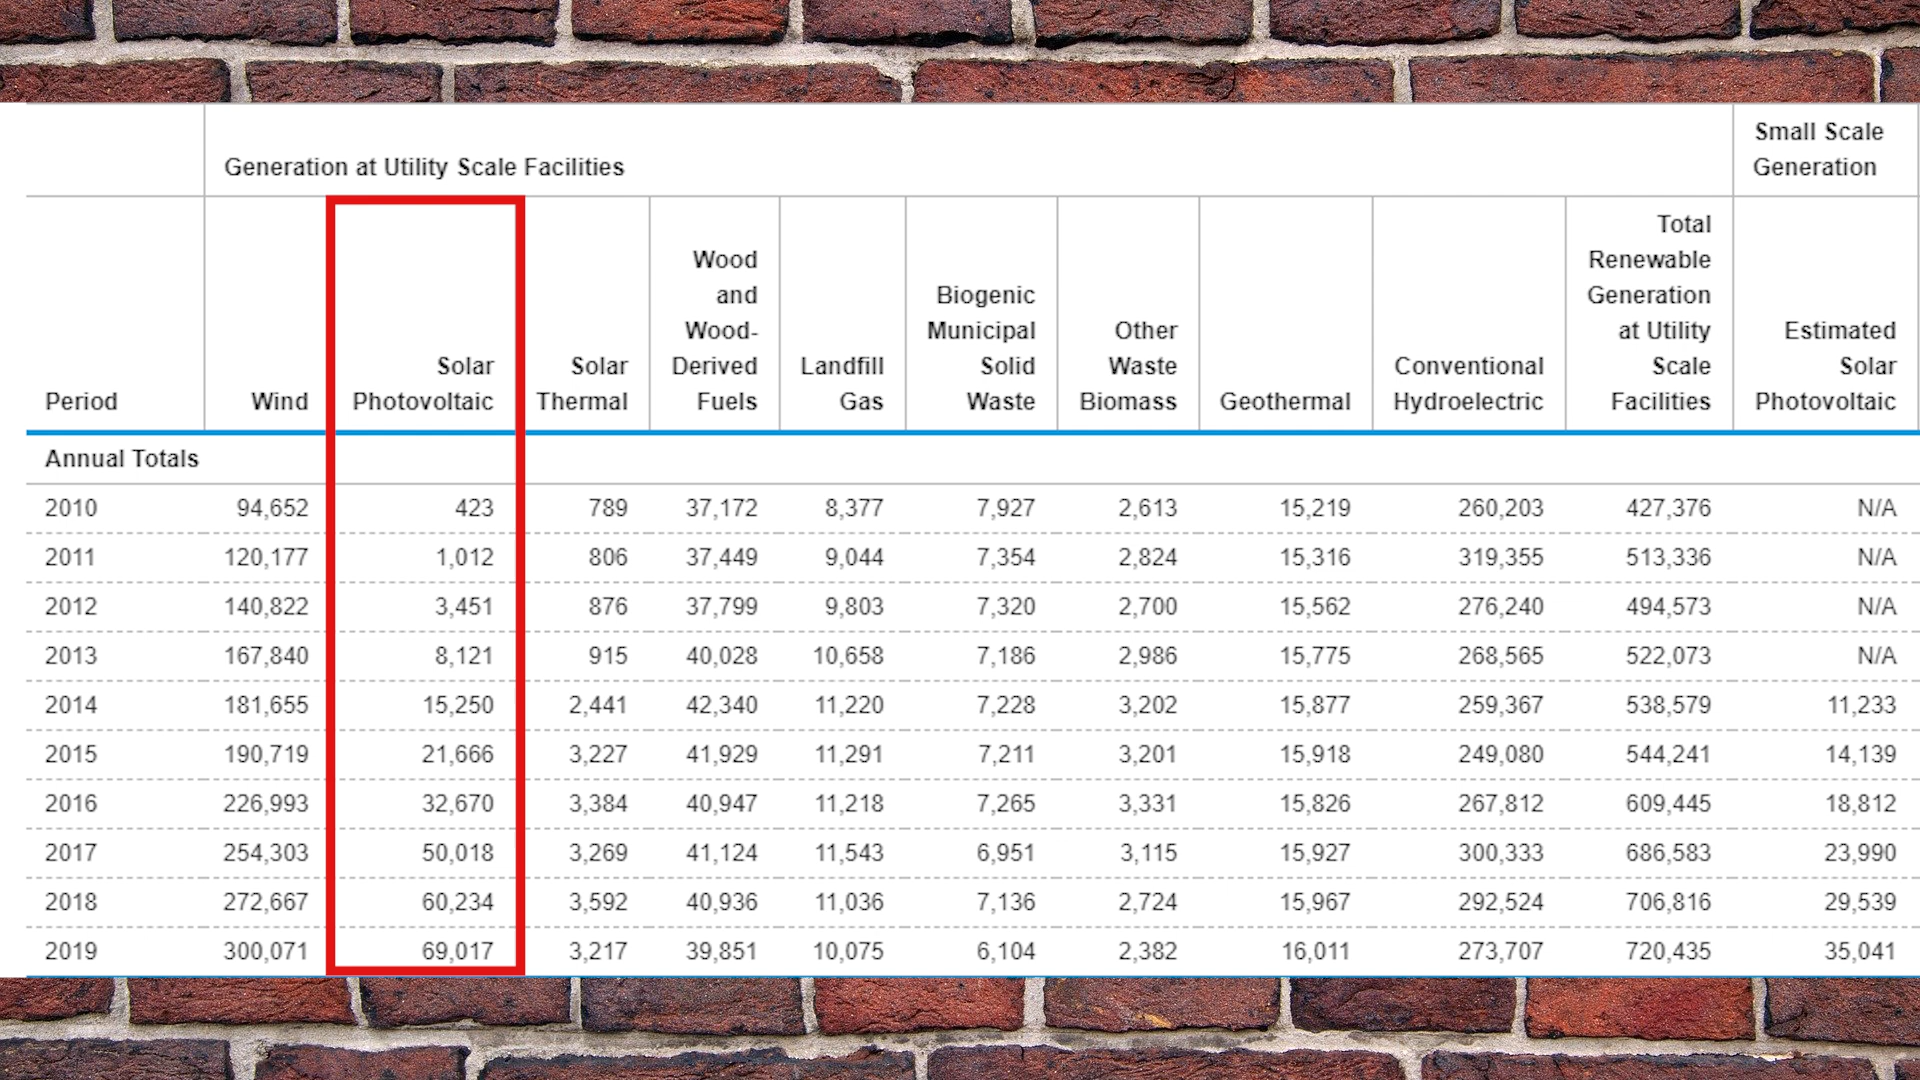 Generation at Utility Scale Facilities
Small Scale
Generation
Period
Wind
Solar
Photovoltaic
Solar
Thermal
Wood
and
Wood-
Derived
Fuels
Landfill
Gas
Biogenic
Municipal
Solid
Waste
Other
Waste
Biomass
Geothermal
Conventional
Hydroelectric
Total
Renewable
Generation
at Utility
Scale
Facilities
Estimated
Solar
Photovoltaic
Annual Totals
2010 94,652 423 789 37,172 8,377 7,927 2,613 15,219 260,203 427,376 N/A
2011 120,177 1,012 806 37,449 9,044 7,354 2,824 15,316 319,355 513,336 N/A
2012 140,822 3,451 876 37,799 9,803 7,320 2,700 15,562 276,240 494,573 N/A
2013 167,840 8,121 915 40,028 10,658 7,186 2,986 15,775 268,565 522,073 N/A
2014 181,655 15,250 2,441 42,340 11,220 7,228 3,202 15,877 259,367 538,579 11,233
2015 190,719 21,666 3,227 41,929 11,291 7,211 3,201 15,918 249,080 544,241 14,139
2016 226,993 32,670 3,384 40,947 11,218 7,265 3,331 15,826 267,812 609,445 18,812
2017 254,303 50,018 3,269 41,124 11,543 6,951 3,115 15,927 300,333 686,583 23,990
2018 272,667 60,234 3,592 40,936 11,036 7,136 2,724 15,967 292,524 706,816 29,539
2019 300,071 69,017 3,217 39,851 10,075 6,104 2,382 16,011 273,707 720,435 35,041